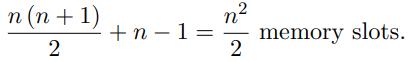 n (n + 1) / 2 + n − 1 = n² / 2 memory slots.